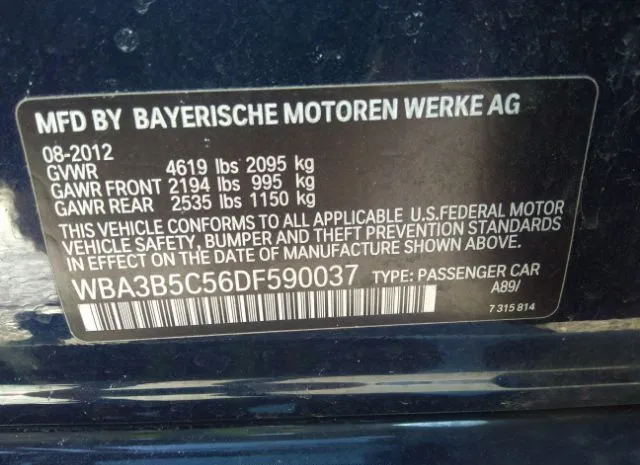 MFD BY BAYERISCHE MOTOREN WERKE AG
08-2012
GVWR 4619 lbs 2095 kg
GAWR FRONT 2194 lbs 995 kg
GAWR REAR 2535 lbs 1150 kg
THIS VEHICLE CONFORMS TO ALL APPLICABLE U.S.FEDERAL MOTOR
VEHICLE SAFETY, BUMPER AND THEFT PREVENTION STANDARDS
IN EFFECT ON THE DATE OF MANUFACTURE SHOWN ABOVE.
WBA3B5C56DF590037 TYPE: PASSENGER CAR
A89/
7 315 814